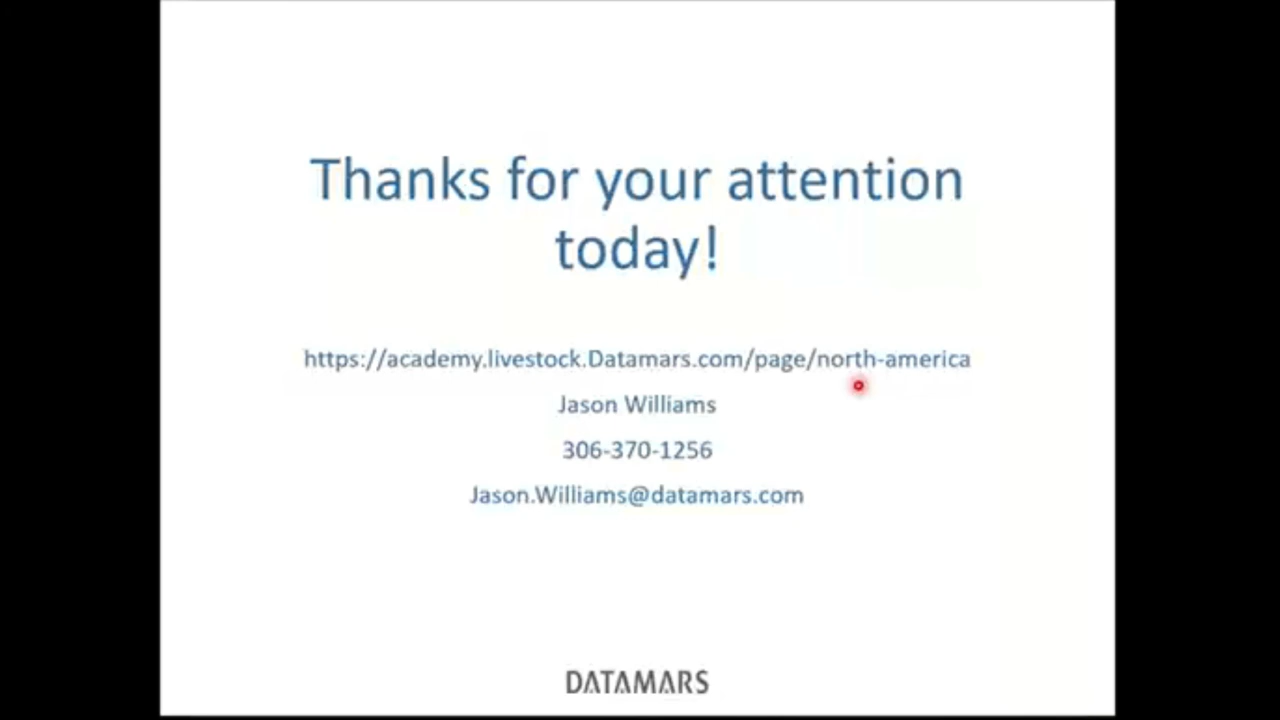 Thanks for your attention
today!
https://academy.livestock.Datamars.com/page/north-america
Jason Williams
306-370-1256
Jason.Williams@datamars.com
DATAMARS